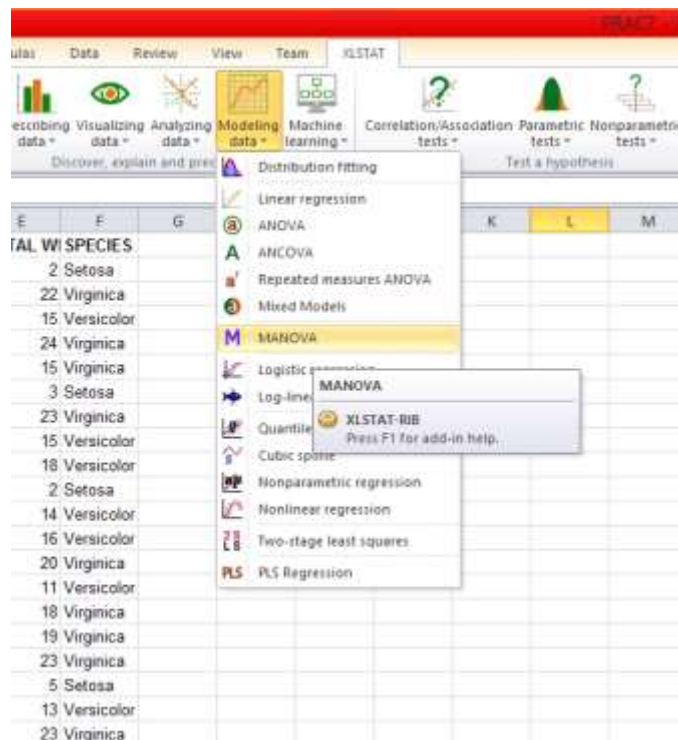 PRAC7 -
ulas Data Review View Team XLSTAT
escribing Visualizing Analyzing Modeling Machine Correlation/Association Parametric Nonparametri
data data data data learning tests tests tests
Discover, explain and pred Test a hypothesis
Distribution fitting
Linear regression
E F G K L M
ANOVA
TAL WI SPECIES
ANCOVA
2 Setosa
Repeated measures ANOVA
22 Virginica
Mixed Models
15 Versicolor
24 Virginica
M MANOVA
15 Virginica
Logistic
MANOVA
3 Setosa
Log-line
23 Virginica
XLSTAT-RIB
Quantile
15 Versicolor
Press F1 for add-in help.
18 Versicolor
Cubic spline
2 Setosa
Nonparametric regression
14 Versicolor
Nonlinear regression
16 Versicolor
Two-stage least squares
20 Virginica
PLS PLS Regression
11 Versicolor
18 Virginica
19 Virginica
23 Virginica
5 Setosa
13 Versicolor
23 Virginica